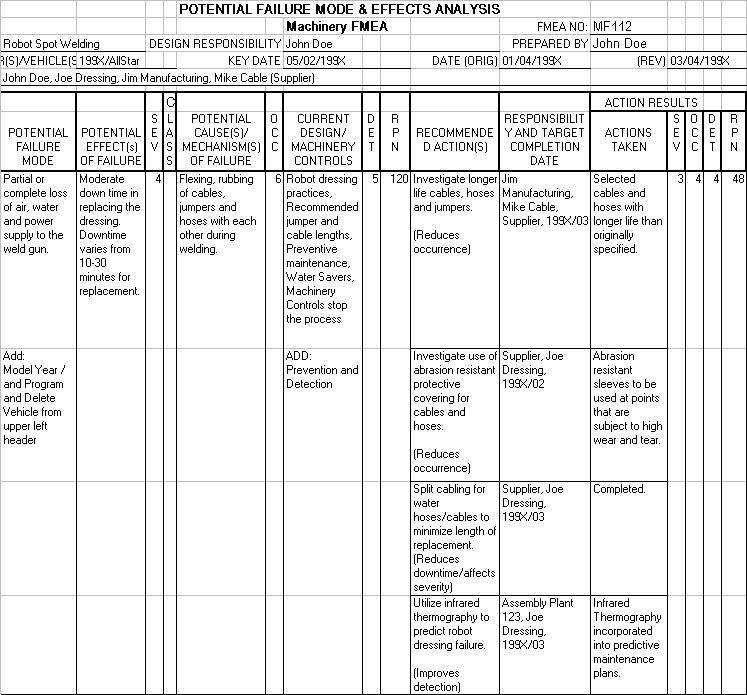 POTENTIAL FAILURE MODE & EFFECTS ANALYSIS
Machinery FMEA
FMEA NO: MF112
Robot Spot Welding
DESIGN RESPONSIBILITY John Doe
PREPARED BY John Doe
R(S)/VEHICLE(S 199X/AllStar
KEY DATE 05/02/199X
DATE (ORIG) 01/04/199X
(REV) 03/04/199X
John Doe, Joe Dressing, Jim Manufacturing, Mike Cable (Supplier)
POTENTIAL
FAILURE
MODE
POTENTIAL
EFFECT(s)
OF FAILURE
S
E
V
C
L
A
S
S
POTENTIAL
CAUSE(S)/
MECHANISM(S)
OF FAILURE
O
C
C
CURRENT
DESIGN/
MACHINERY
CONTROLS
D
E
T
R
P
N
RECOMMENDE
D ACTION(S)
RESPONSIBILIT
Y AND TARGET
COMPLETION
DATE
ACTION RESULTS
ACTIONS
TAKEN
S
E
V
O
C
C
D
E
T
R
P
N
Partial or
complete loss
of air, water
and power
supply to the
weld gun.
Moderate
down time in
replacing the
dressing.
Downtime
varies from
10-30
minutes for
replacement.
4
Flexing, rubbing
of cables,
jumpers and
hoses with each
other during
welding.
6
Robot dressing
practices,
Recommended
jumper and
cable lengths,
Preventive
maintenance,
Water Savers,
Machinery
Controls stop
the process
5
120
Investigate longer
life cables, hoses
and jumpers.
(Reduces
occurrence)
Jim
Manufacturing,
Mike Cable,
Supplier, 199X/03
Selected
cables and
hoses with
longer life than
originally
specified.
3
4
4
48
Add:
Model Year /
and Program
and Delete
Vehicle from
upper left
header
ADD:
Prevention and
Detection
Investigate use of
abrasion resistant
protective
covering for
cables and
hoses.
(Reduces
occurrence)
Supplier, Joe
Dressing,
199X/02
Abrasion
resistant
sleeves to be
used at points
that are
subject to high
wear and tear.
Split cabling for
water
hoses/cables to
minimize length of
replacement.
(Reduces
downtime/affects
severity)
Supplier, Joe
Dressing,
199X/03
Completed.
Utilize infrared
thermography to
predict robot
dressing failure.
(Improves
detection)
Assembly Plant
123, Joe
Dressing,
199X/03
Infrared
Thermography
incorporated
into predictive
maintenance
plans.